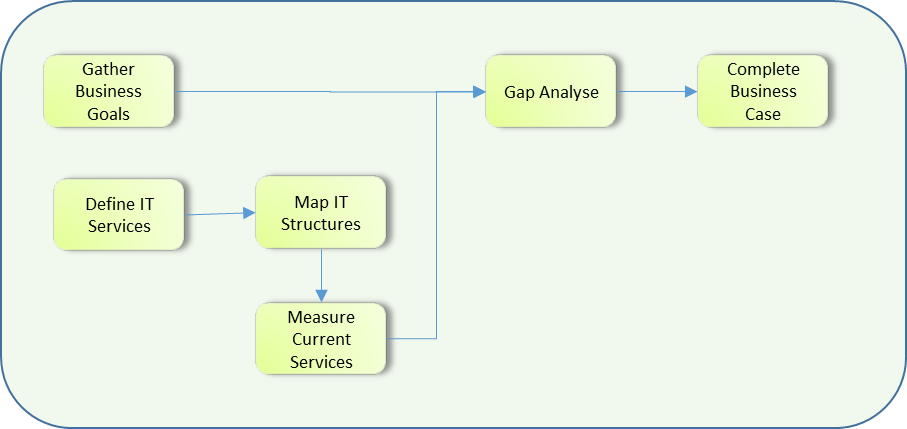 Gather
Business
Goals
Gap Analyse
Complete
Business
Case
Define IT
Services
Map IT
Structures
Measure
Current
Services